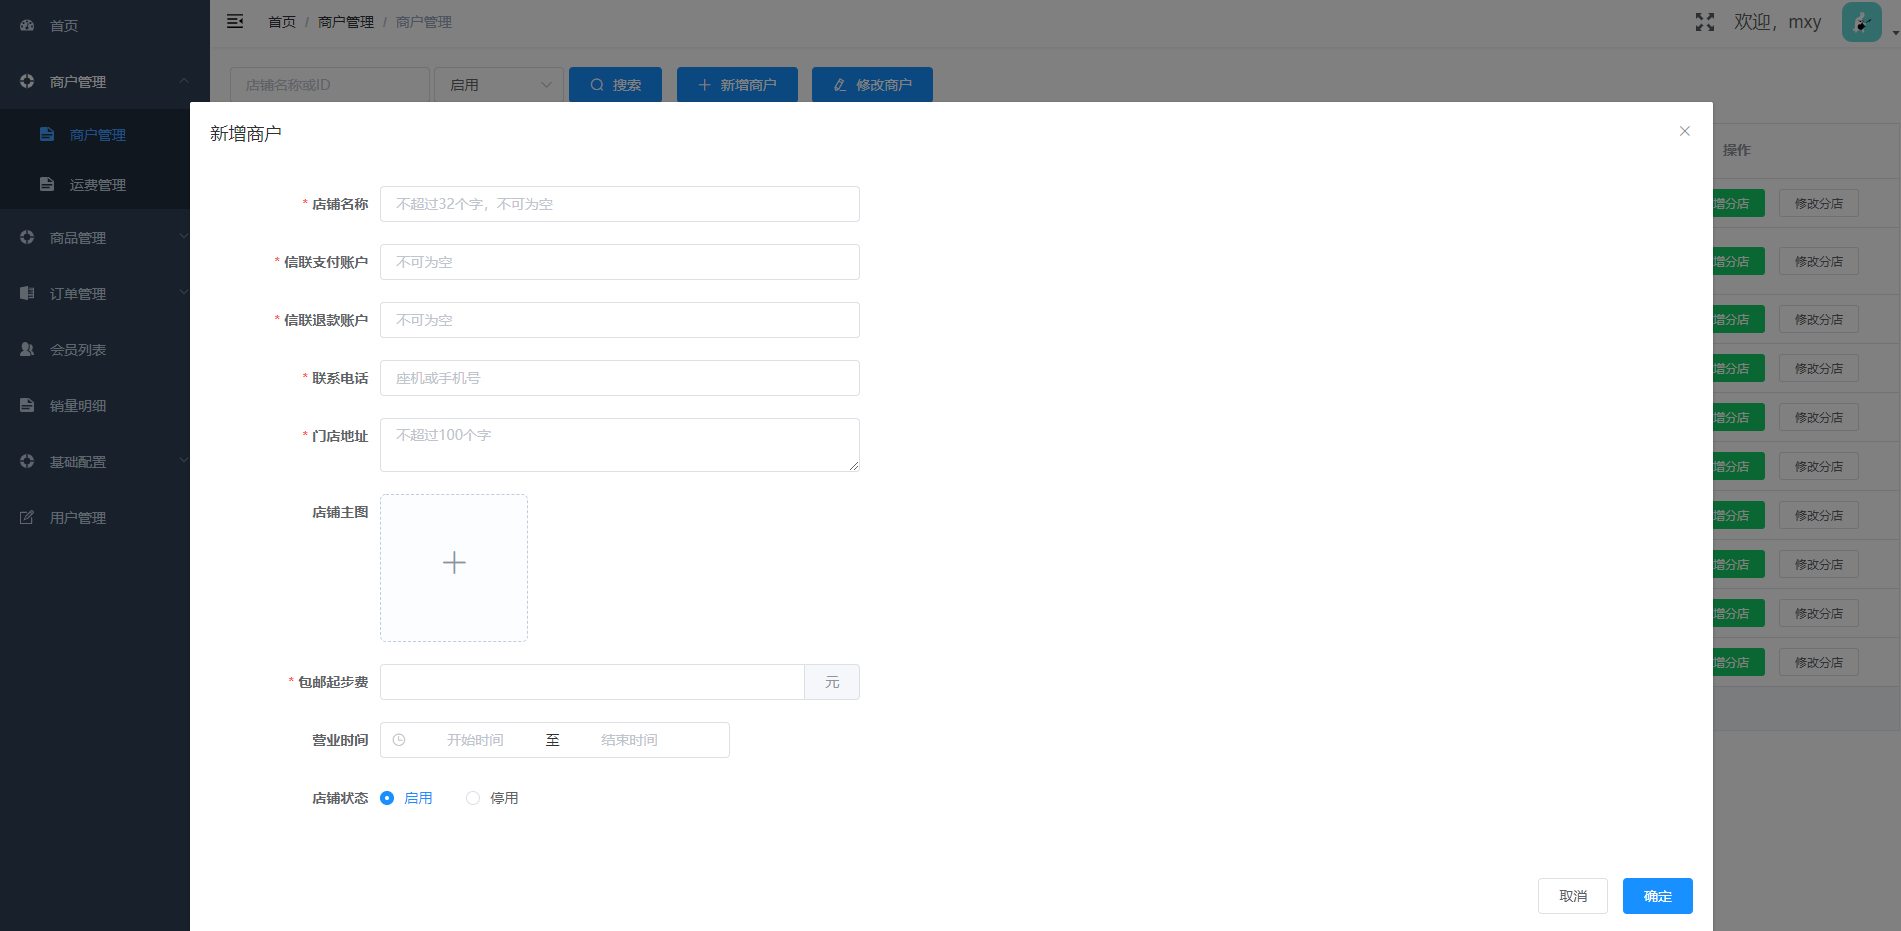 首页
商户管理
商户管理
运费管理
商品管理
订单管理
会员列表
销量明细
基础配置
用户管理
首页 / 商户管理 / 商户管理
欢迎，mxy
店铺名称或ID
启用
搜索
新增商户
修改商户
操作
新增商户
* 店铺名称 不超过32个字，不可为空
* 信联支付账户 不可为空
* 信联退款账户 不可为空
* 联系电话 座机或手机号
* 门店地址 不超过100个字
店铺主图
* 包邮起步费 元
营业时间 开始时间 至 结束时间
店铺状态 启用 停用
取消 确定
增分店 修改分店
增分店 修改分店
增分店 修改分店
增分店 修改分店
增分店 修改分店
增分店 修改分店
增分店 修改分店
增分店 修改分店
增分店 修改分店
增分店 修改分店